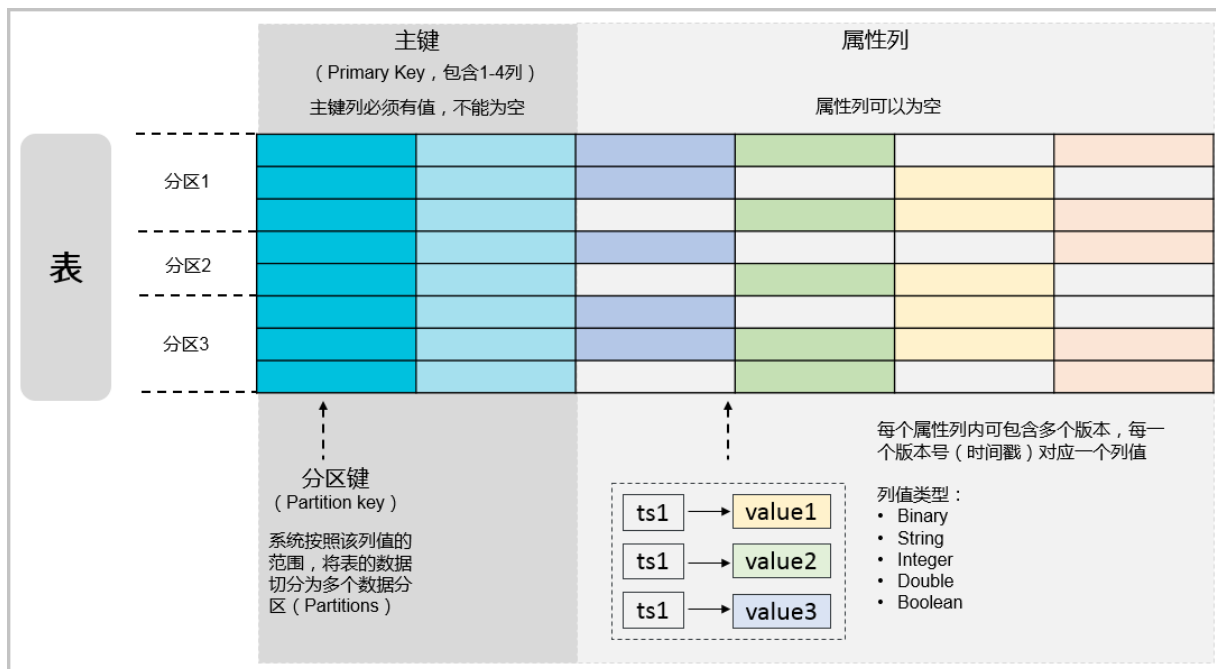 主键
（Primary Key，包含1-4列）
主键列必须有值，不能为空
属性列
属性列可以为空
表
分区1
分区2
分区3
分区键
（Partition key）
系统按照该列值的
范围，将表的数据
切分为多个数据分
区（Partitions）
ts1 value1
ts1 value2
ts1 value3
每个属性列内可包含多个版本，每一
个版本号（时间戳）对应一个列值
列值类型：
• Binary
• String
• Integer
• Double
• Boolean